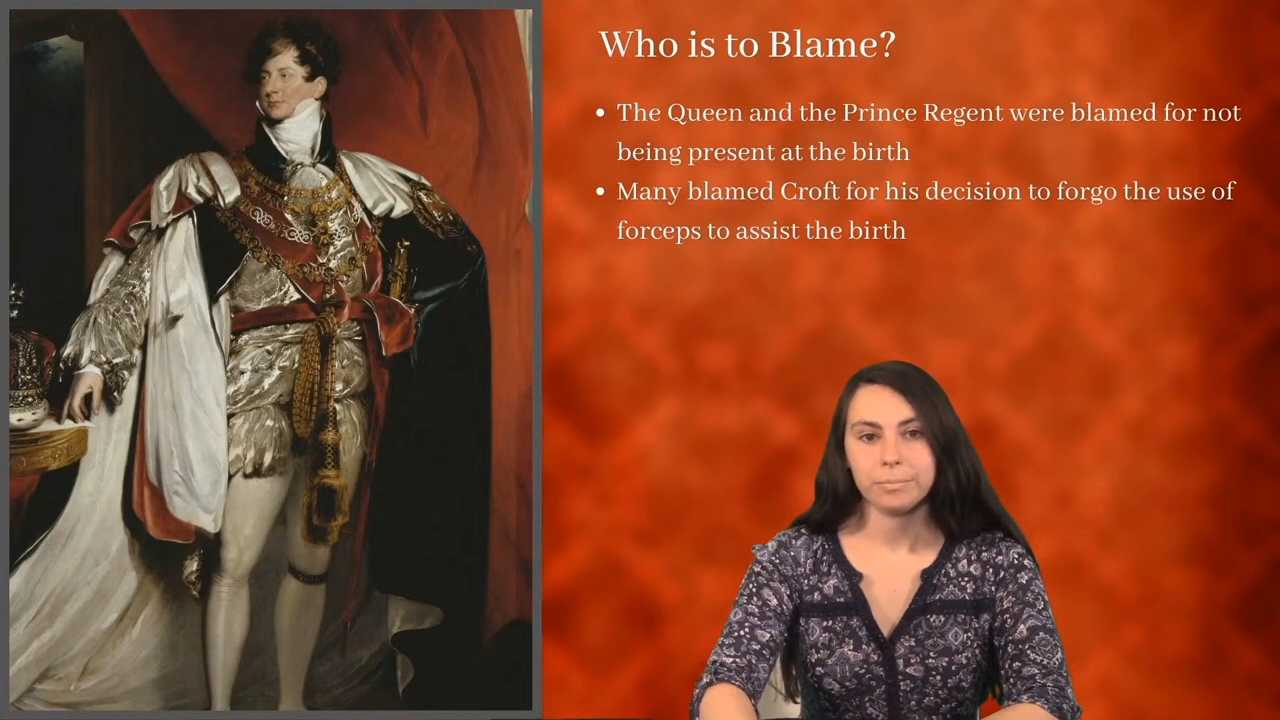 Who is to Blame?
• The Queen and the Prince Regent were blamed for not
being present at the birth
• Many blamed Croft for his decision to forgo the use of
forceps to assist the birth